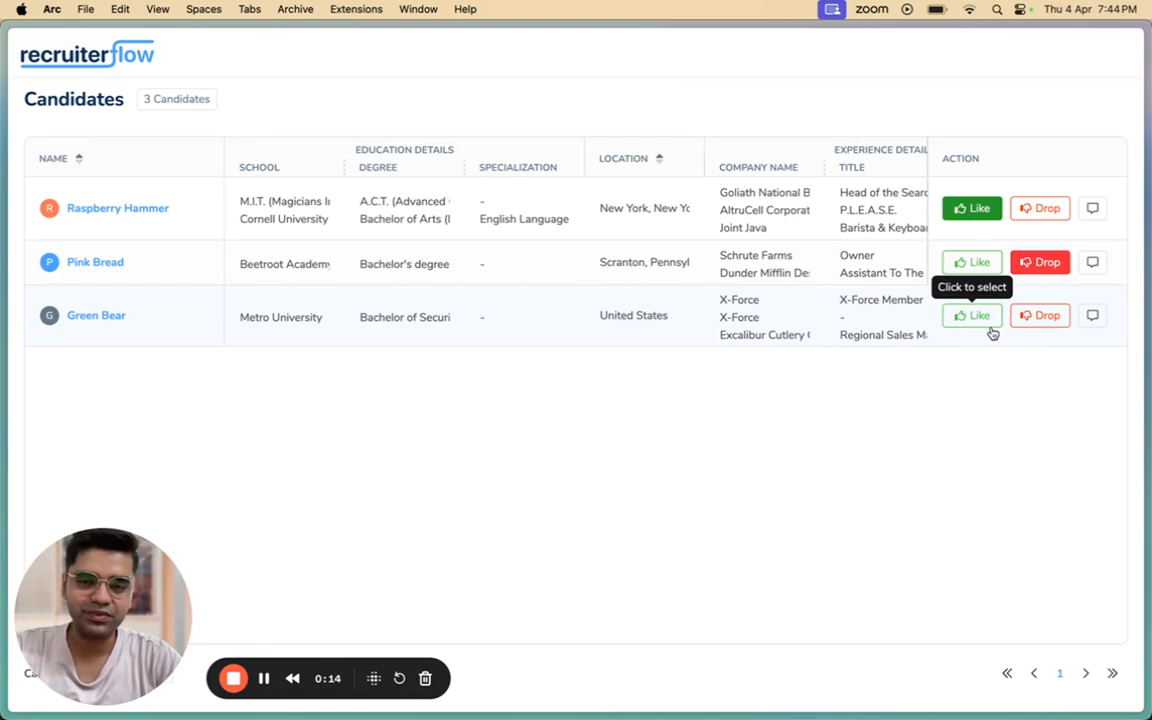 Arc File Edit View Spaces Tabs Archive Extensions Window Help zoom Thu 4 Apr 7:44 PM
recruiterflow
Candidates 3 Candidates
EDUCATION DETAILS EXPERIENCE DETAIL
NAME SCHOOL DEGREE SPECIALIZATION LOCATION COMPANY NAME TITLE ACTION
Goliath National B Head of the Sear
M.I.T. (Magicians I A.C.T. (Advanced -
R Raspberry Hammer New York, New Yc AltruCell Corporat P.L.E.A.S.E. Like Drop
Cornell University Bachelor of Arts (I English Language
Joint Java Barista & Keyboa
Schrute Farms Owner
P Pink Bread Beetroot Academ Bachelor's degree - Scranton, Pennsyl Like Drop
Dunder Mifflin De Assistant To The
Click to select
X-Force X-Force Member
G Green Bear Metro University Bachelor of Securi - United States X-Force - Like Drop
Excalibur Cutlery Regional Sales M
Ca 0:14 1